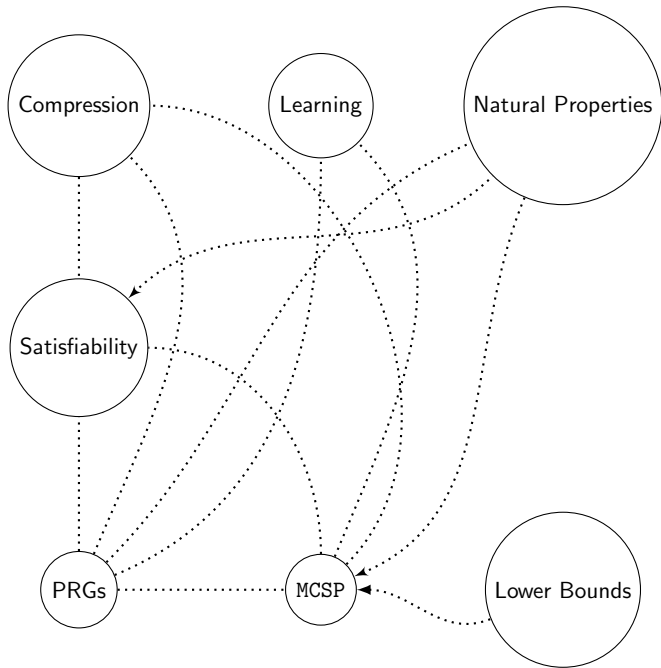 Compression
Learning
Natural Properties
Satisfiability
PRGs
MCSP
Lower Bounds